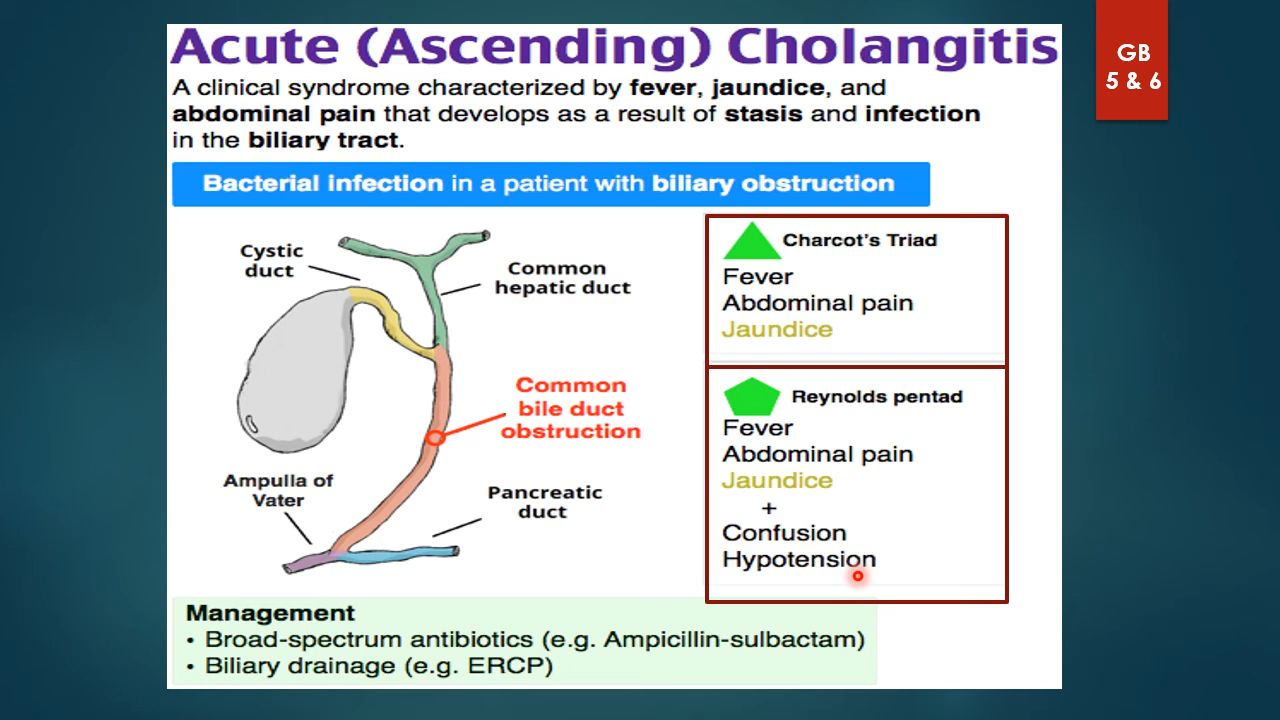 Acute (Ascending) Cholangitis
GB
5 & 6
A clinical syndrome characterized by fever, jaundice, and
abdominal pain that develops as a result of stasis and infection
in the biliary tract.
Bacterial infection in a patient with biliary obstruction
Cystic
duct
Common
hepatic duct
Common
bile duct
obstruction
Ampulla of
Vater
Pancreatic
duct
Charcot's Triad
Fever
Abdominal pain
Jaundice
Reynolds pentad
Fever
Abdominal pain
Jaundice
+
Confusion
Hypotension
Management
• Broad-spectrum antibiotics (e.g. Ampicillin-sulbactam)
• Biliary drainage (e.g. ERCP)